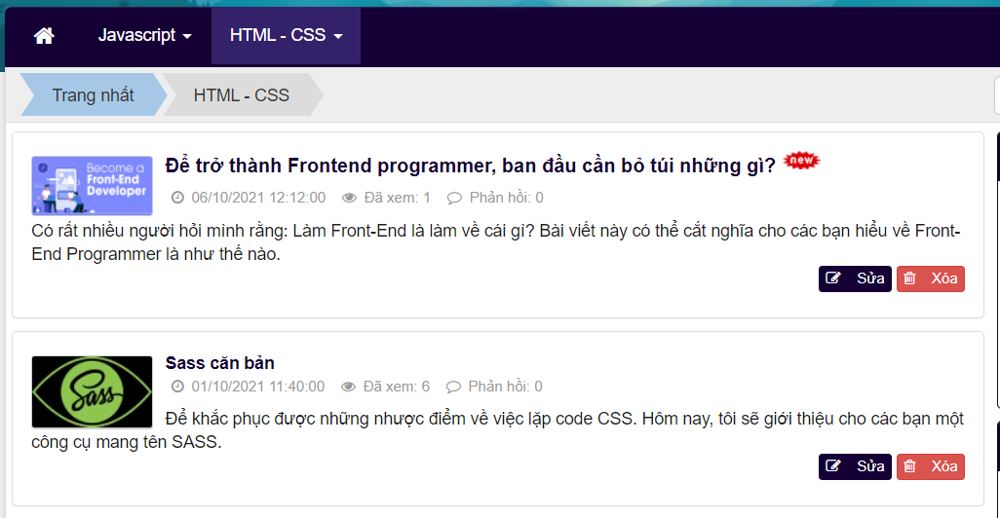 Javascript
HTML - CSS
Trang nhất
HTML - CSS
Become a
Front-End
Developer
Để trở thành Frontend programmer, ban đầu cần bỏ túi những gì?
new
06/10/2021 12:12:00 Đã xem: 1 Phản hồi: 0
Có rất nhiều người hỏi mình rằng: Làm Front-End là làm về cái gì? Bài viết này có thể cắt nghĩa cho các bạn hiểu về Front-
End Programmer là như thế nào.
Sửa
Xóa
Sass
Sass căn bản
01/10/2021 11:40:00 Đã xem: 6 Phản hồi: 0
Để khắc phục được những nhược điểm về việc lặp code CSS. Hôm nay, tôi sẽ giới thiệu cho các bạn một
công cụ mang tên SASS.
Sửa
Xóa